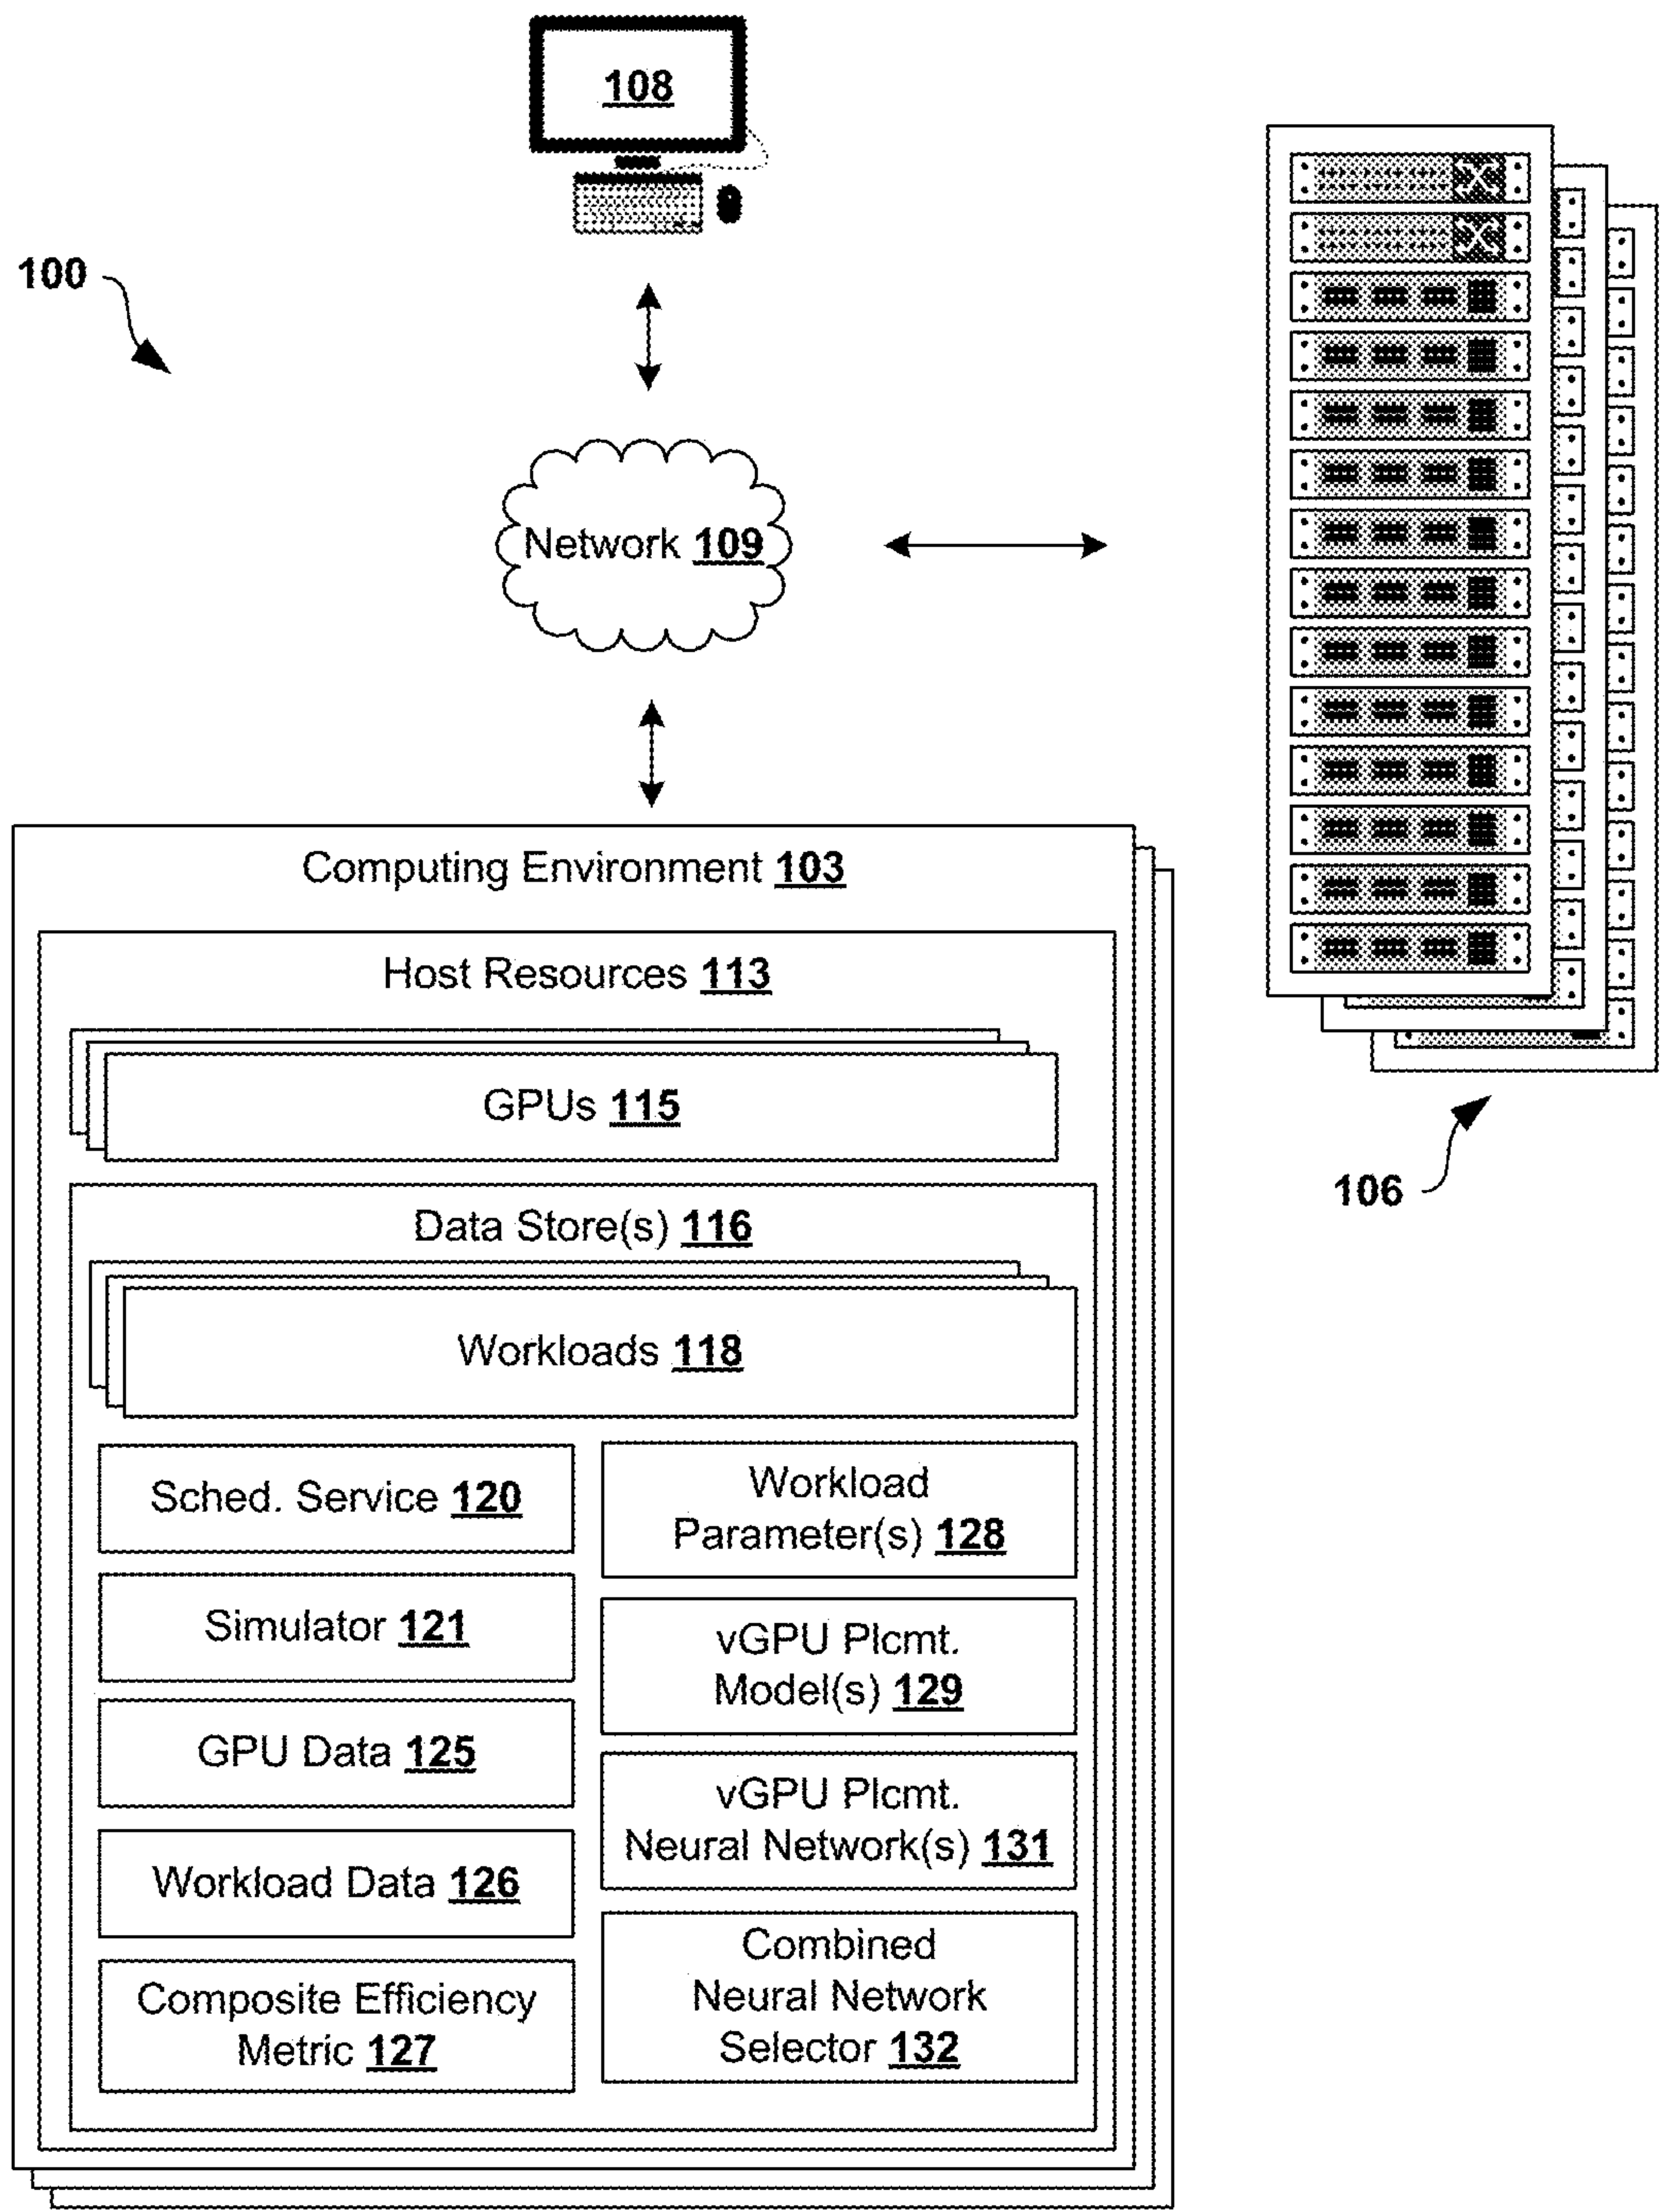 108
100
Network 109
Computing Environment 103
Host Resources 113
GPUs 115
106
Data Store(s) 116
Workloads 118
Sched. Service 120
Simulator 121
GPU Data 125
Workload Data 126
Composite Efficiency
Metric 127
Workload
Parameter(s) 128
vGPU Plcmt.
Model(s) 129
vGPU Plcmt.
Neural Network(s) 131
Combined
Neural Network
Selector 132